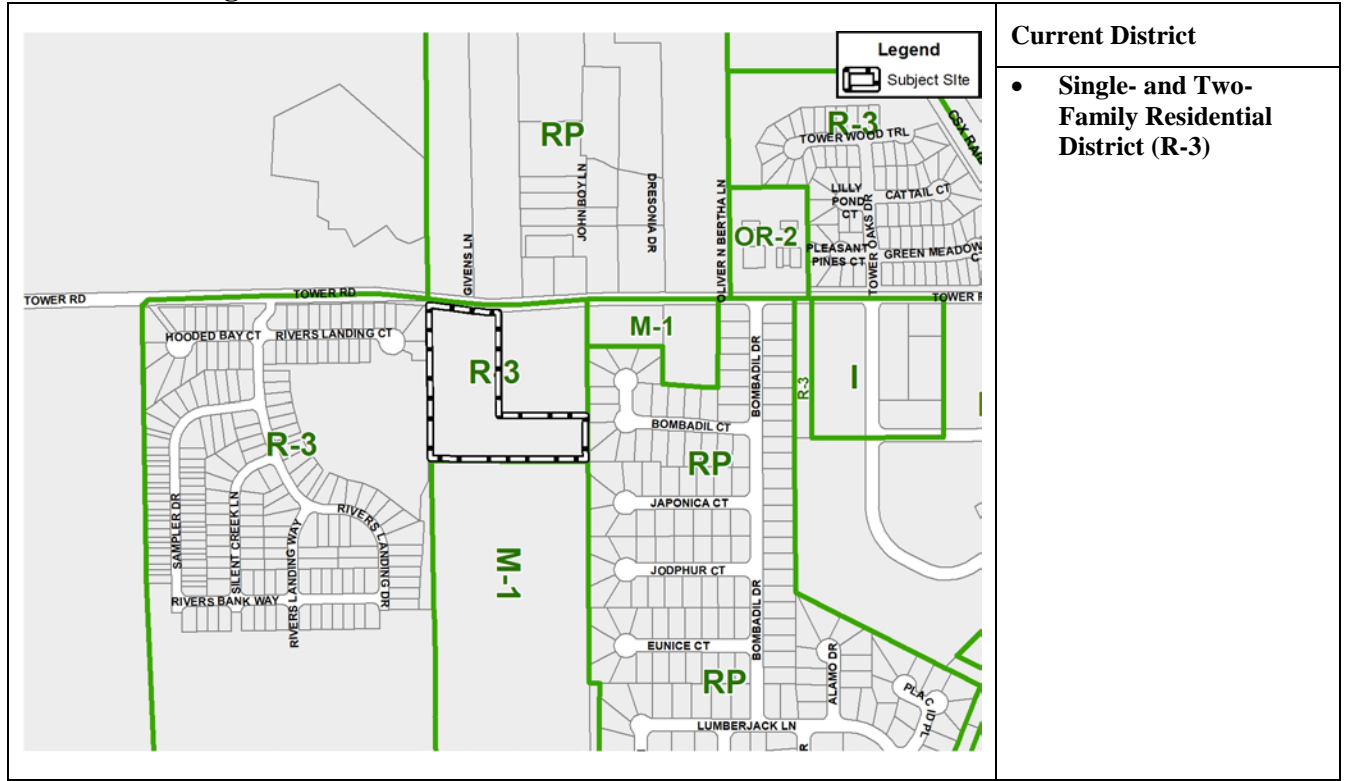 Legend
Subject SIte
Current District
• Single- and Two-
Family Residential
District (R-3)
RP
R-3
TOWER WOOD TRL
CSX RAI
JOHN BOY LN
DRESONIA DR
OLIVER N BERTHA LN
LILLY
POND
CT
CATTAIL CT
TOWER OAKS DR
OR-2
PLEASANT
PINES CT
GREEN MEADOW
GIVENS LN
TOWER RD
TOWER RD
TOWER R
HOODED BAY CT
RIVERS LANDING CT
M-1
BOMBADIL DR
R-3
R-3
I
BOMBADIL CT
R-3
RP
SAMPLER DR
SILENT CREEK LN
RIVERS LANDING WAY
RIVERS LANDING DR
JAPONICA CT
M-1
JODPHUR CT
RIVERS BANK WAY
BOMBADIL DR
EUNICE CT
RP
ALAMO DR
PLACID PL
LUMBERJACK LN
R